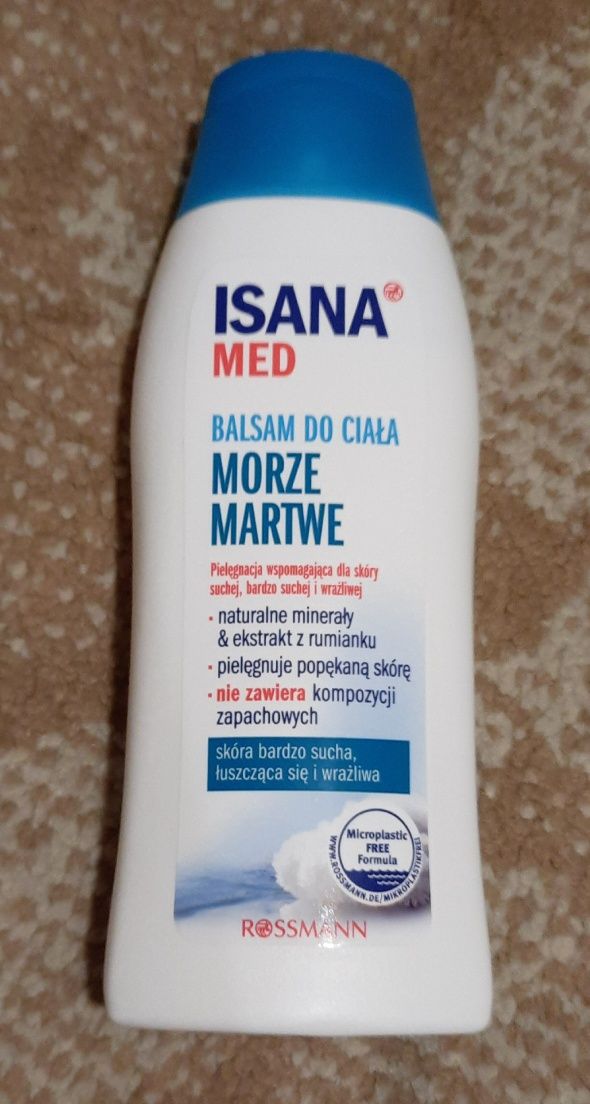 ISANA
MED
BALSAM DO CIAŁA
MORZE
MARTWE
Pielęgnacja wspomagająca dla skóry
suchej, bardzo suchej i wrażliwej
· naturalne minerały
& ekstrakt z rumianku
· pielęgnuje popękaną skórę
· nie zawiera kompozycji
zapachowych
skóra bardzo sucha,
łuszcząca się i wrażliwa
Microplastic
FREE
Formula
WWW.ROSSMANN.DE/MIKROPLASTIKFREI
ROSSMANN